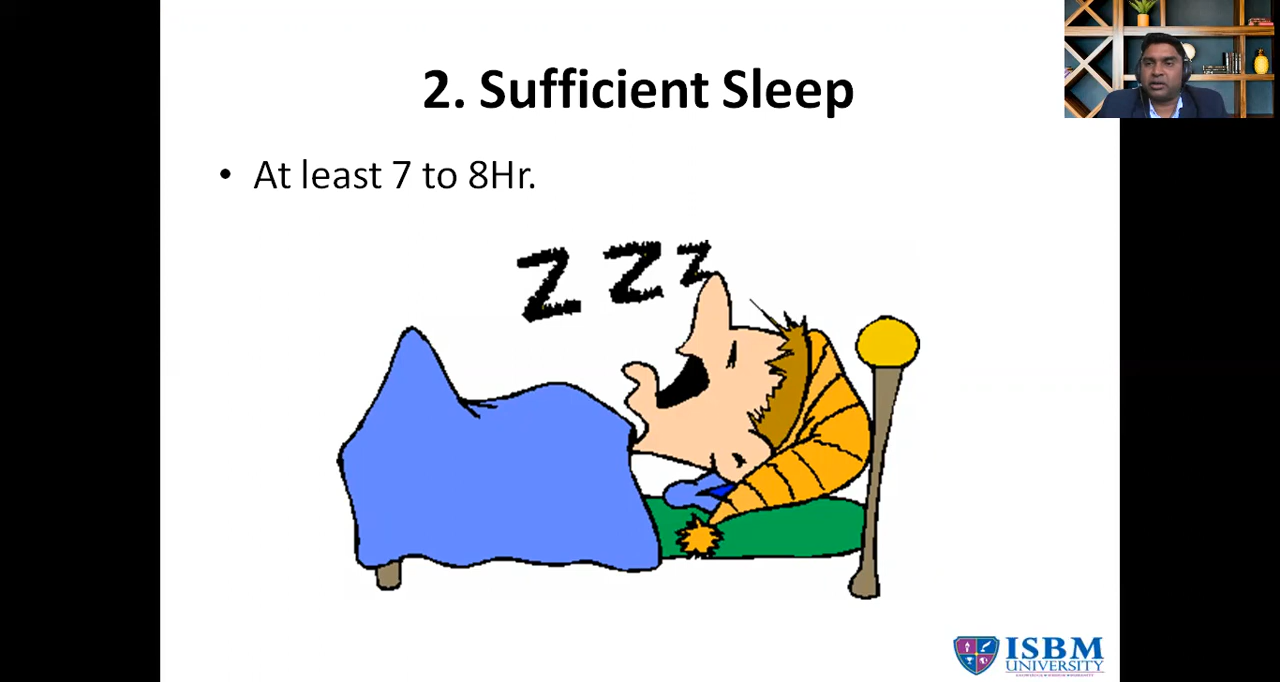 2. Sufficient Sleep
• At least 7 to 8Hr.
Z Z Z
ISBM
UNIVERSITY